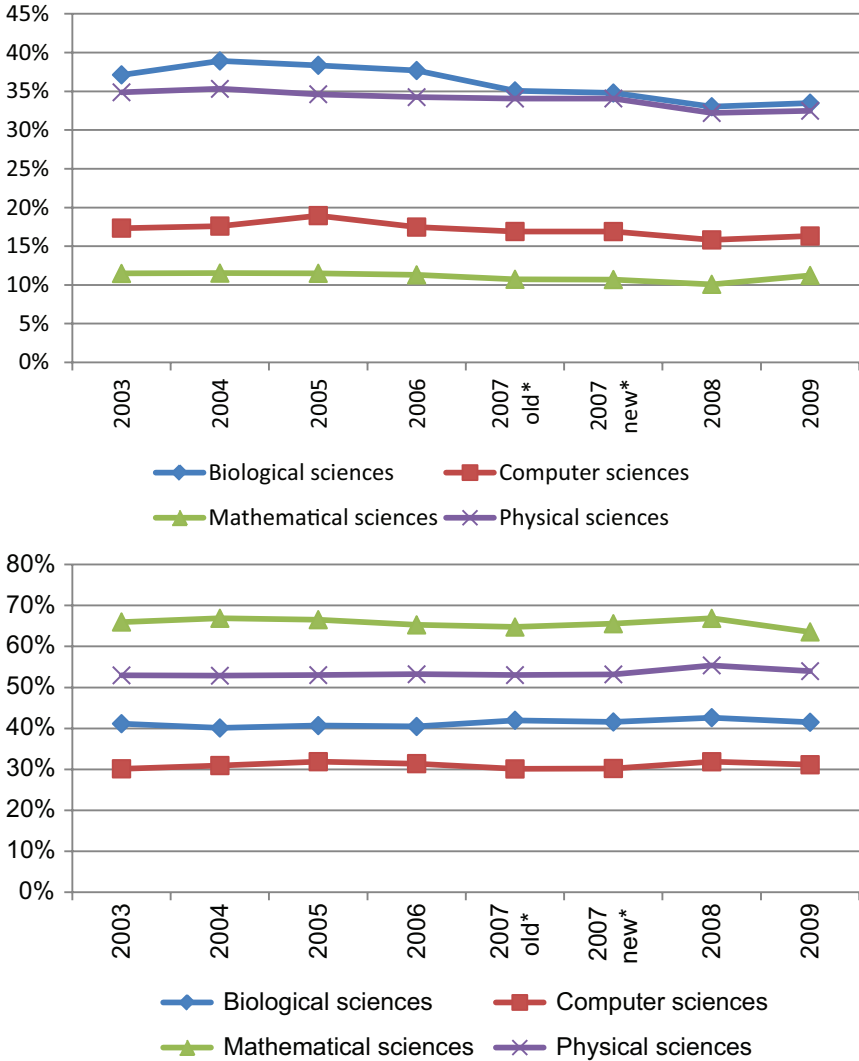 45%
40%
35%
30%
25%
20%
15%
10%
5%
0%
2003
2004
2005
2006
2007
old*
2007
new*
2008
2009
Biological sciences
Computer sciences
Mathematical sciences
Physical sciences
80%
70%
60%
50%
40%
30%
20%
10%
0%
2003
2004
2005
2006
2007
old*
2007
new*
2008
2009
Biological sciences
Computer sciences
Mathematical sciences
Physical sciences